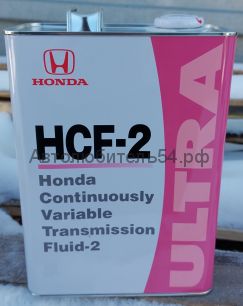 HONDA
HCF-2
Автолюбитель54.рф
Honda
Continuously
Variable
Transmission
Fluid-2
ULTRA